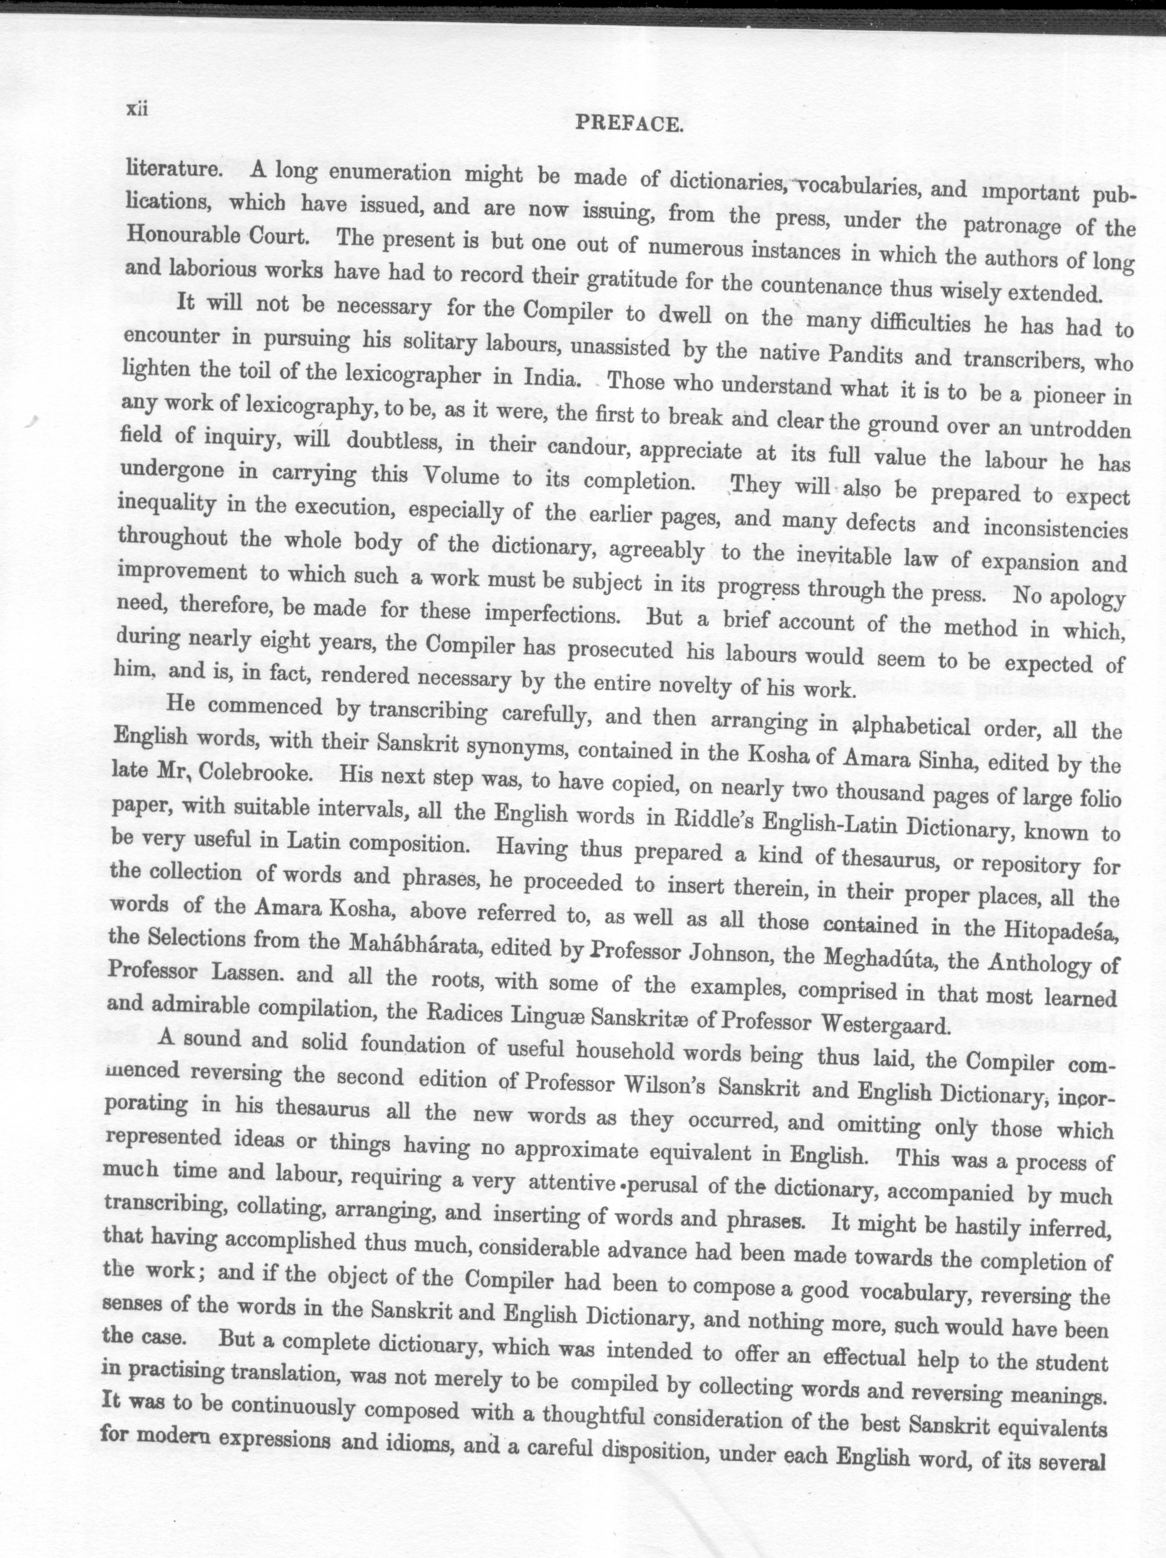 xii
PREFACE.
literature. A long enumeration might be made of dictionaries, vocabularies, and important pub-
lications, which have issued, and are now issuing, from the press, under the patronage of the
Honourable Court. The present is but one out of numerous instances in which the authors of long
and laborious works have had to record their gratitude for the countenance thus wisely extended.
It will not be necessary for the Compiler to dwell on the many difficulties he has had to
encounter in pursuing his solitary labours, unassisted by the native Pandits and transcribers, who
lighten the toil of the lexicographer in India. Those who understand what it is to be a pioneer in
any work of lexicography, to be, as it were, the first to break and clear the ground over an untrodden
field of inquiry, will doubtless, in their candour, appreciate at its full value the labour he has
undergone in carrying this Volume to its completion. They will also be prepared to expect
inequality in the execution, especially of the earlier pages, and many defects and inconsistencies
throughout the whole body of the dictionary, agreeably to the inevitable law of expansion and
improvement to which such a work must be subject in its progress through the press. No apology
need, therefore, be made for these imperfections. But a brief account of the method in which,
during nearly eight years, the Compiler has prosecuted his labours would seem to be expected of
him, and is, in fact, rendered necessary by the entire novelty of his work.
He commenced by transcribing carefully, and then arranging in alphabetical order, all the
English words, with their Sanskrit synonyms, contained in the Kosha of Amara Sinha, edited by the
late Mr. Colebrooke. His next step was, to have copied, on nearly two thousand pages of large folio
paper, with suitable intervals, all the English words in Riddle's English-Latin Dictionary, known to
be very useful in Latin composition. Having thus prepared a kind of thesaurus, or repository for
the collection of words and phrases, he proceeded to insert therein, in their proper places, all the
words of the Amara Kosha, above referred to, as well as all those contained in the Hitopadeśa,
the Selections from the Mahábhárata, edited by Professor Johnson, the Meghadúta, the Anthology of
Professor Lassen. and all the roots, with some of the examples, comprised in that most learned
and admirable compilation, the Radices Linguæ Sanskritæ of Professor Westergaard.
A sound and solid foundation of useful household words being thus laid, the Compiler com-
menced reversing the second edition of Professor Wilson's Sanskrit and English Dictionary, incor-
porating in his thesaurus all the new words as they occurred, and omitting only those which
represented ideas or things having no approximate equivalent in English. This was a process of
much time and labour, requiring a very attentive perusal of the dictionary, accompanied by much
transcribing, collating, arranging, and inserting of words and phrases. It might be hastily inferred,
that having accomplished thus much, considerable advance had been made towards the completion of
the work; and if the object of the Compiler had been to compose a good vocabulary, reversing the
senses of the words in the Sanskrit and English Dictionary, and nothing more, such would have been
the case. But a complete dictionary, which was intended to offer an effectual help to the student
in practising translation, was not merely to be compiled by collecting words and reversing meanings.
It was to be continuously composed with a thoughtful consideration of the best Sanskrit equivalents
for modern expressions and idioms, and a careful disposition, under each English word, of its several